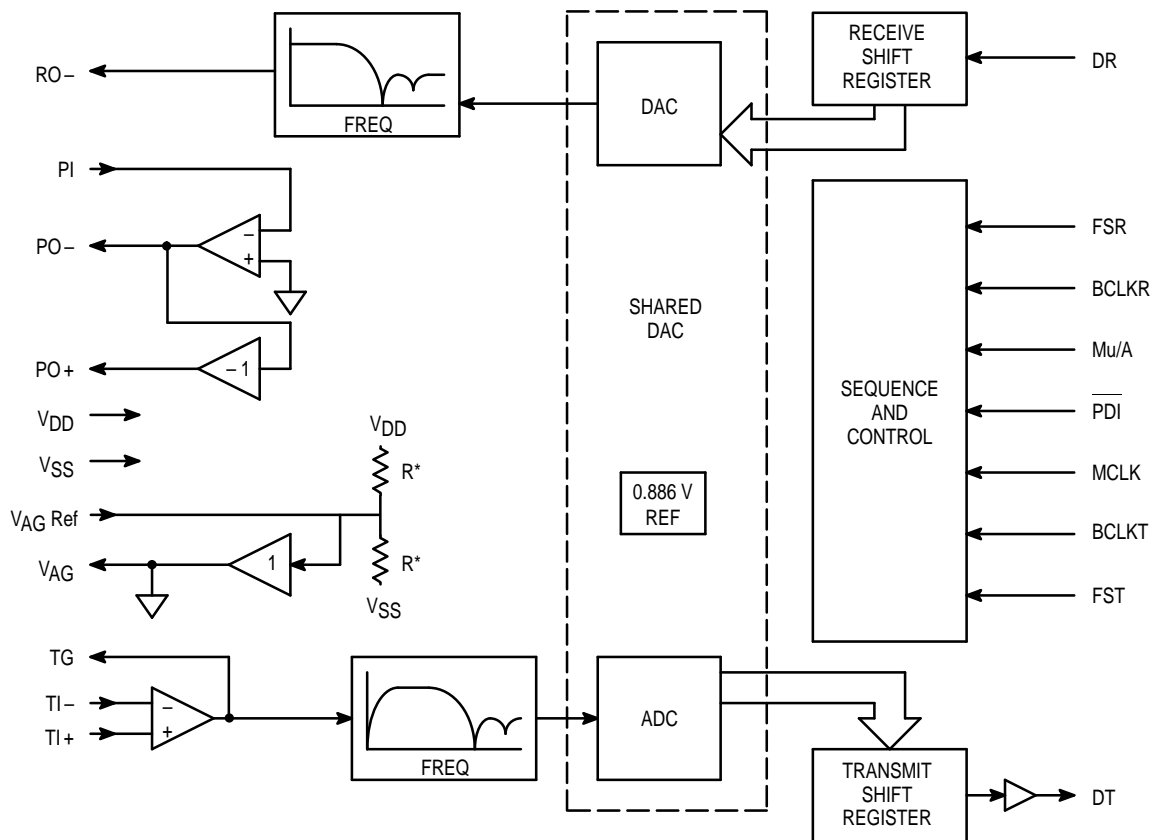 RO –
FREQ
DAC
RECEIVE
SHIFT
REGISTER
DR
PI
PO –
–
+
PO +
– 1
VDD
VSS
VAG Ref
VAG
1
VDD
R*
R*
VSS
SHARED
DAC
0.886 V
REF
SEQUENCE
AND
CONTROL
FSR
BCLKR
Mu/A
PDI
MCLK
BCLKT
FST
TG
TI –
TI +
–
+
FREQ
ADC
TRANSMIT
SHIFT
REGISTER
DT